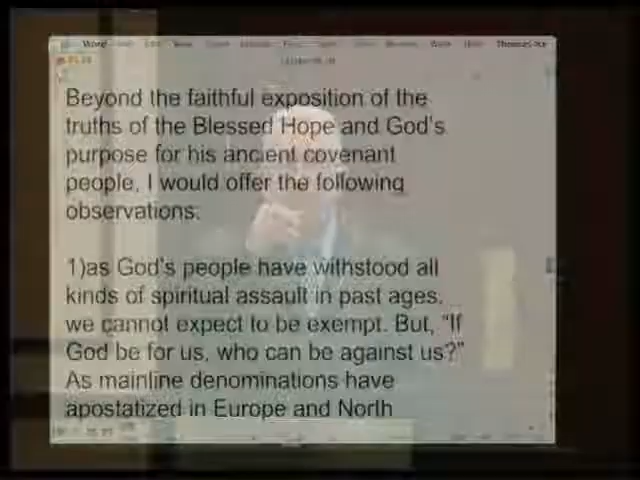 Word
Beyond the faithful exposition of the
truths of the Blessed Hope and God's
purpose for his ancient covenant
people, I would offer the following
observations:
1)as God's people have withstood all
kinds of spiritual assault in past ages,
we cannot expect to be exempt. But, "If
God be for us, who can be against us?"
As mainline denominations have
apostatized in Europe and North